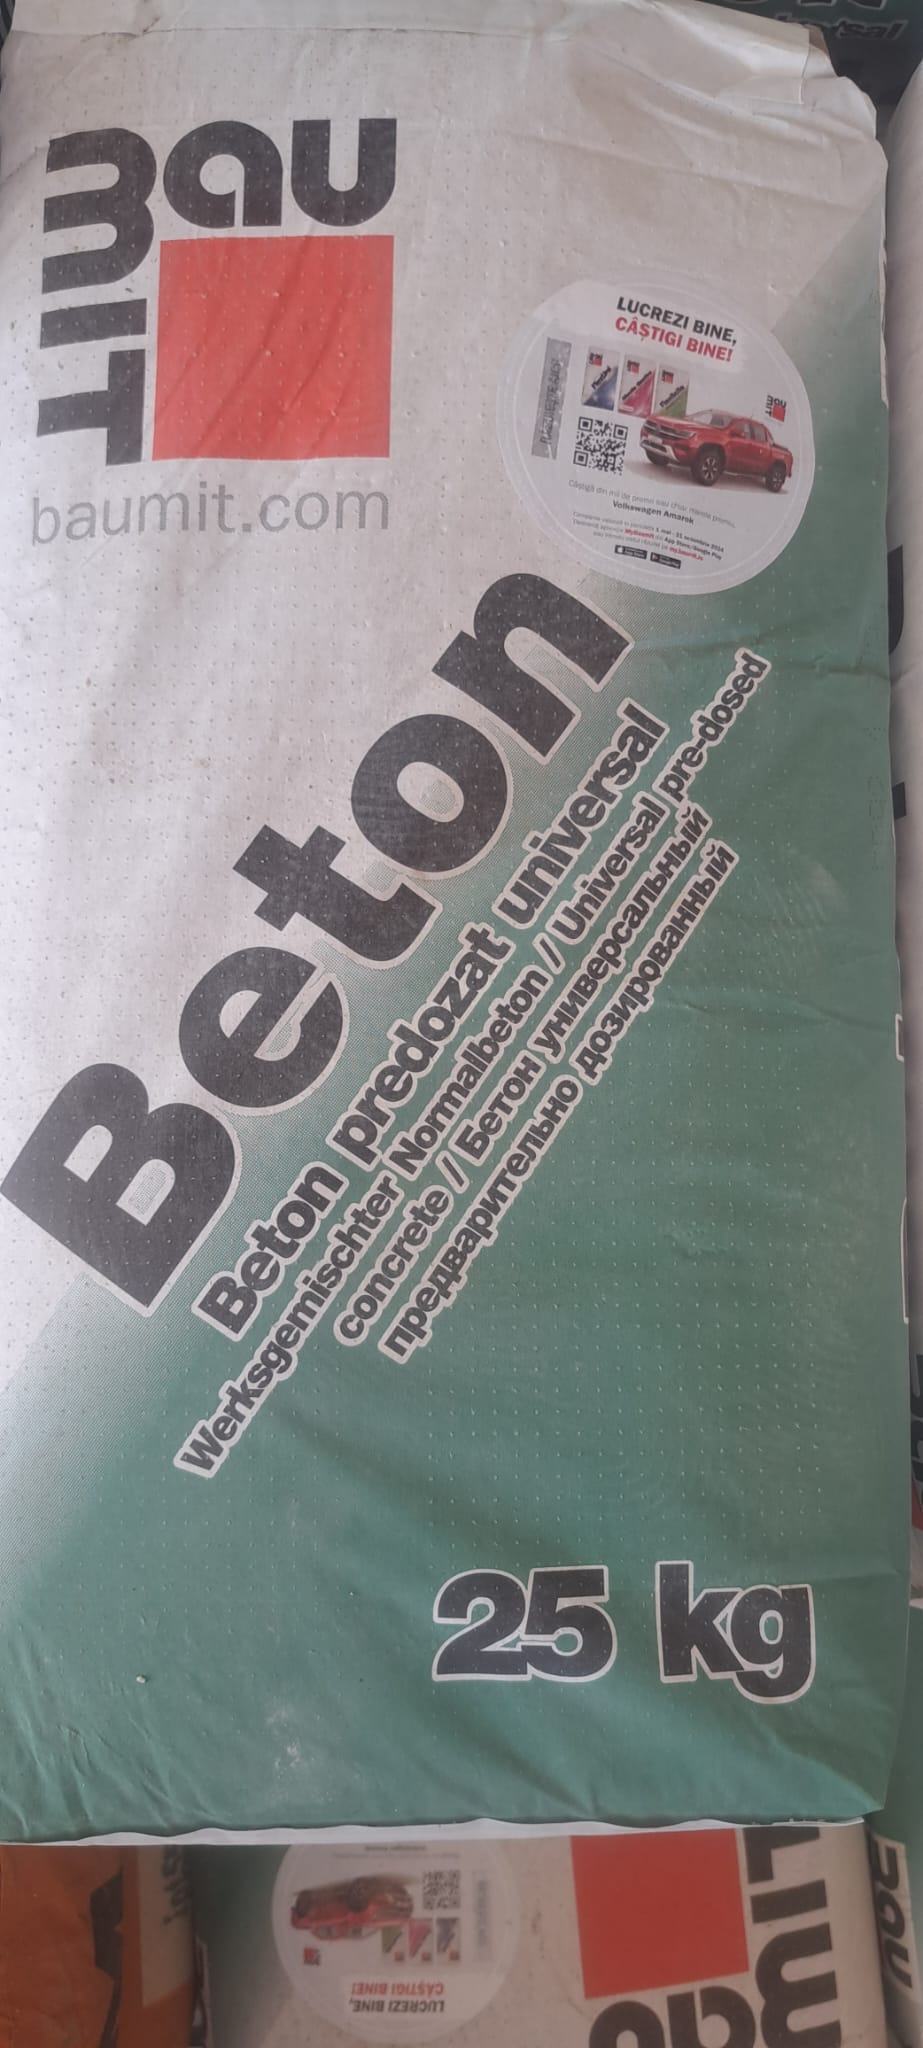 Bau
MIT
baumit.com
LUCREZI BINE,
CÂȘTIGI BINE!
Câștigă din mii de premii sau chiar marele premiu,
Volkswagen Amarok
Beton
Beton predozat universal
Werksgemischter Normalbeton / Universal pre-dosed
concrete / Бетон универсальный
предварительно дозированный
25 kg
LUCREZI BINE,
CÂȘTIGI BINE!